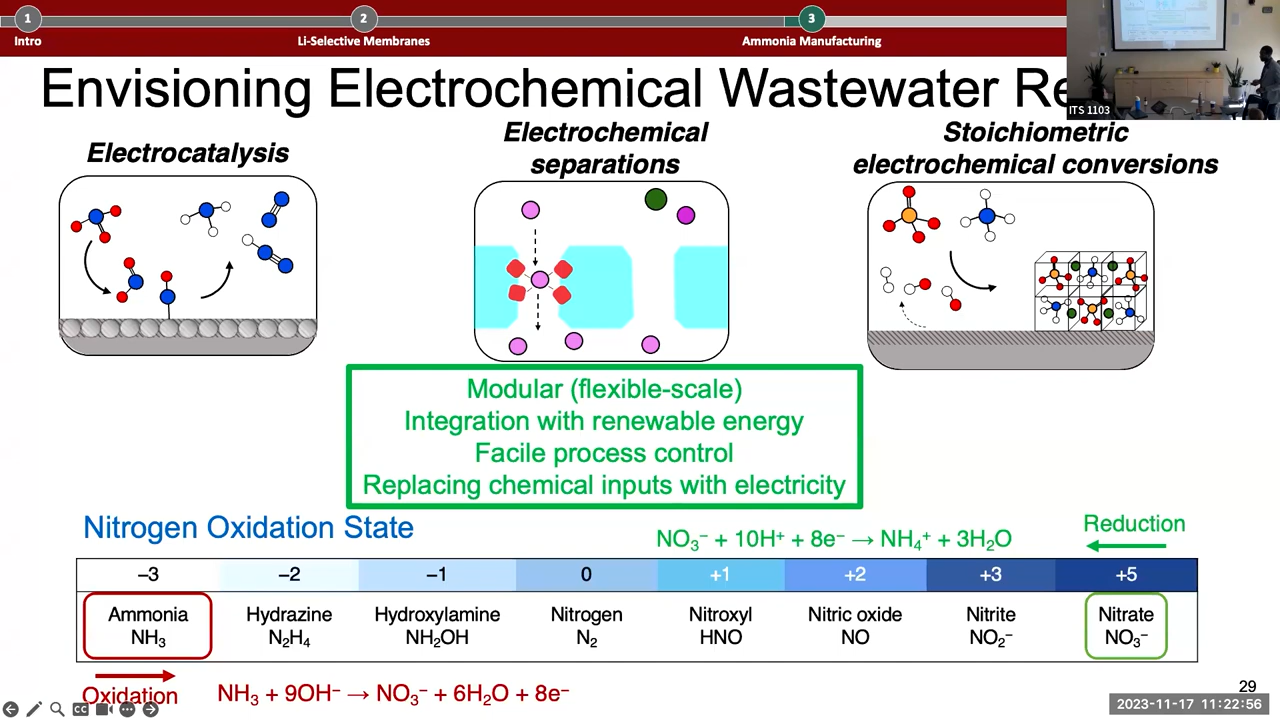 1
2
3
Intro
Li-Selective Membranes
Ammonia Manufacturing
ITS 1103
Envisioning Electrochemical Wastewater Re
Electrocatalysis
Electrochemical
separations
Stoichiometric
electrochemical conversions
Modular (flexible-scale)
Integration with renewable energy
Facile process control
Replacing chemical inputs with electricity
Nitrogen Oxidation State
NO₃⁻ + 10H⁺ + 8e⁻ → NH₄⁺ + 3H₂O
Reduction
−3 −2 −1 0 +1 +2 +3 +5
Ammonia Hydrazine Hydroxylamine Nitrogen Nitroxyl Nitric oxide Nitrite Nitrate
NH₃ N₂H₄ NH₂OH N₂ HNO NO NO₂⁻ NO₃⁻
Oxidation
NH₃ + 9OH⁻ → NO₃⁻ + 6H₂O + 8e⁻
29
CC
2023-11-17 11:22:56